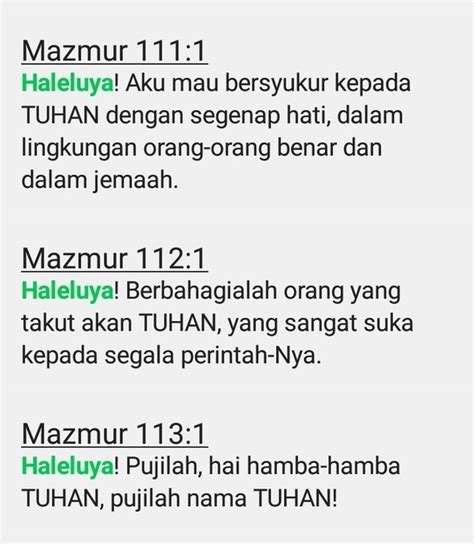 Mazmur 111:1
Haleluya! Aku mau bersyukur kepada
TUHAN dengan segenap hati, dalam
lingkungan orang-orang benar dan
dalam jemaah.
Mazmur 112:1
Haleluya! Berbahagialah orang yang
takut akan TUHAN, yang sangat suka
kepada segala perintah-Nya.
Mazmur 113:1
Haleluya! Pujilah, hai hamba-hamba
TUHAN, pujilah nama TUHAN!